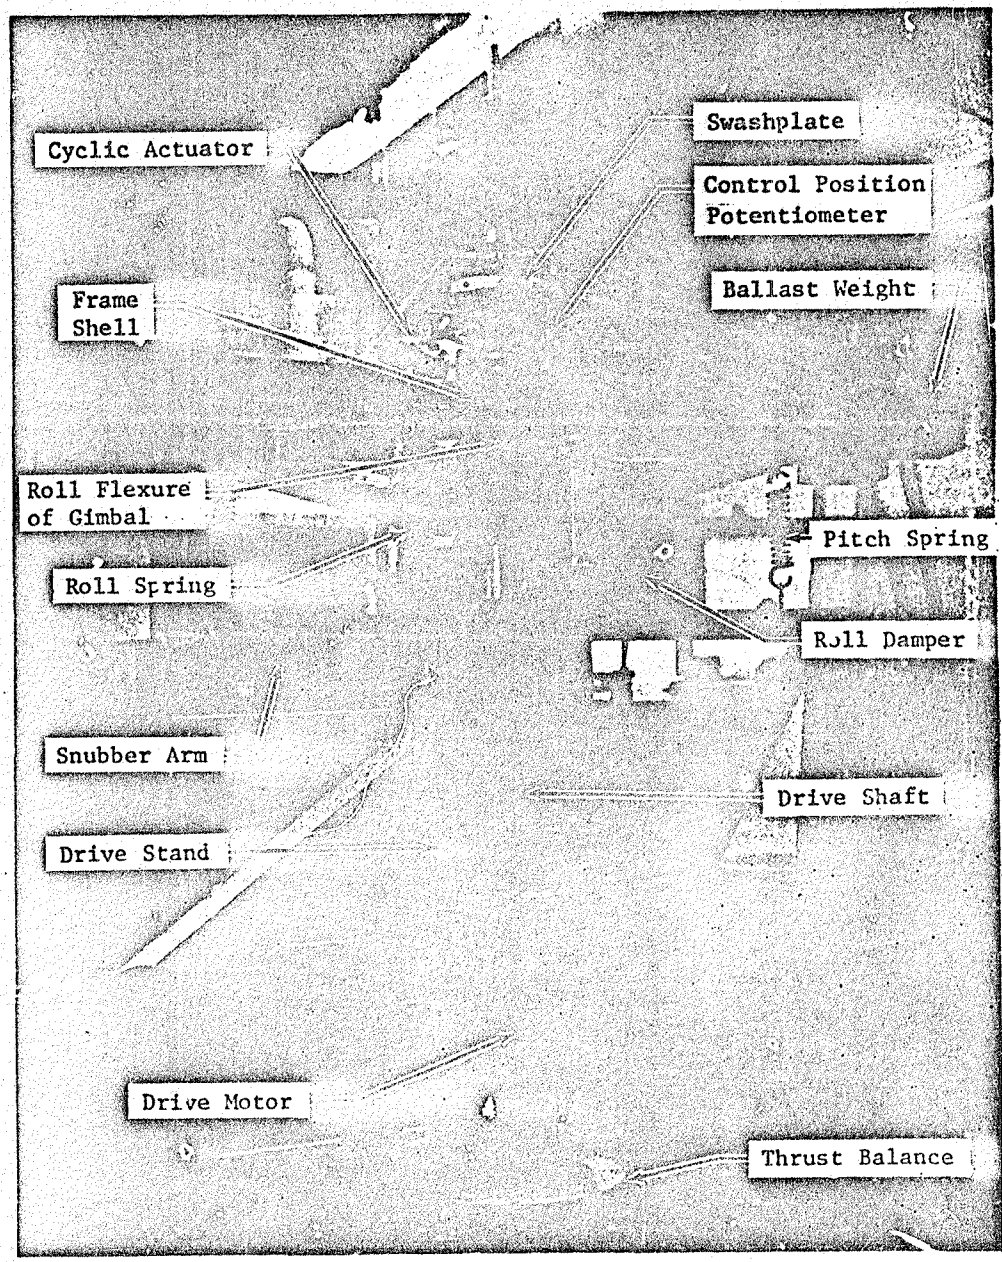 Swashplate
Cyclic Actuator
Control Position
Potentiometer
Ballast Weight
Frame
Shell
Roll Flexure
of Gimbal
Pitch Spring
Roll Spring
Roll Damper
Snubber Arm
Drive Shaft
Drive Stand
Drive Motor
Thrust Balance